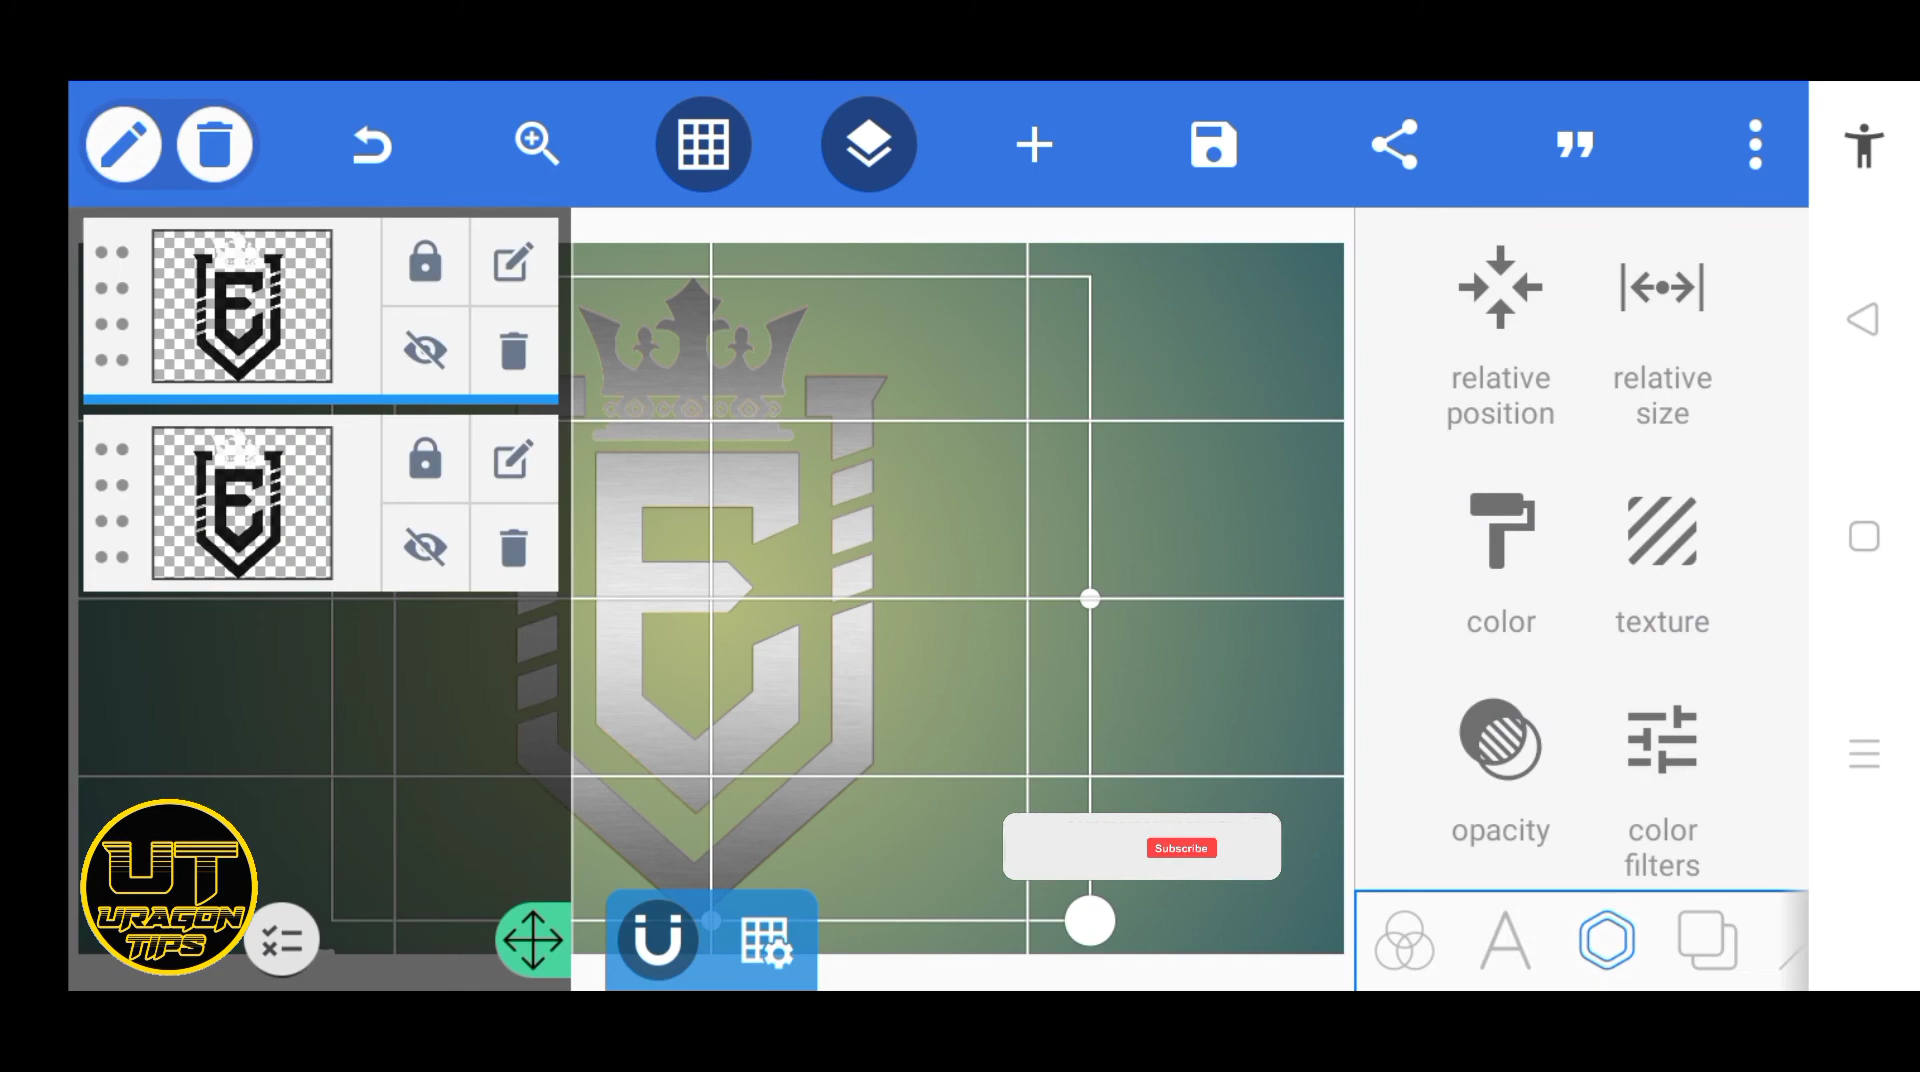 relative
position
relative
size
color
texture
opacity
color
filters
Subscribe
E
UT
URAGON
TIPS